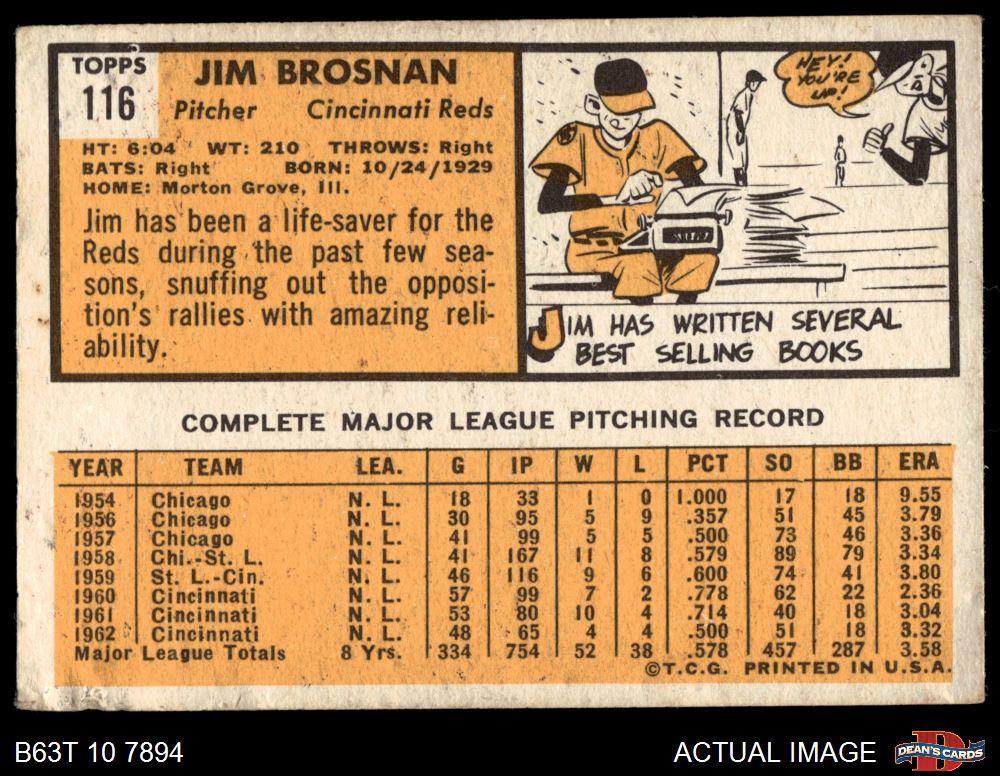 TOPPS
116
JIM BROSNAN
Pitcher Cincinnati Reds
HT: 6:04 WT: 210 THROWS: Right
BATS: Right BORN: 10/24/1929
HOME: Morton Grove, Ill.
Jim has been a life-saver for the
Reds during the past few sea-
sons, snuffing out the opposi-
tion's rallies with amazing reli-
ability.
HEY!
YOU'RE
UP!
JIM HAS WRITTEN SEVERAL
BEST SELLING BOOKS
COMPLETE MAJOR LEAGUE PITCHING RECORD
YEAR TEAM LEA. G IP W L PCT SO BB ERA
1954 Chicago N. L. 18 33 1 0 1.000 17 18 9.55
1956 Chicago N. L. 30 95 5 9 .357 51 45 3.79
1957 Chicago N. L. 41 99 5 5 .500 73 46 3.36
1958 Chi.-St. L. N. L. 41 167 11 8 .579 89 79 3.34
1959 St. L.-Cin. N. L. 46 116 9 6 .600 74 41 3.80
1960 Cincinnati N. L. 57 99 7 2 .778 62 22 2.36
1961 Cincinnati N. L. 53 80 10 4 .714 40 18 3.04
1962 Cincinnati N. L. 48 65 4 4 .500 51 18 3.32
Major League Totals 8 Yrs. 334 754 52 38 .578 457 287 3.58
©T.C.G. PRINTED IN U.S.A.
B63T 10 7894
ACTUAL IMAGE
DEAN'S CARDS